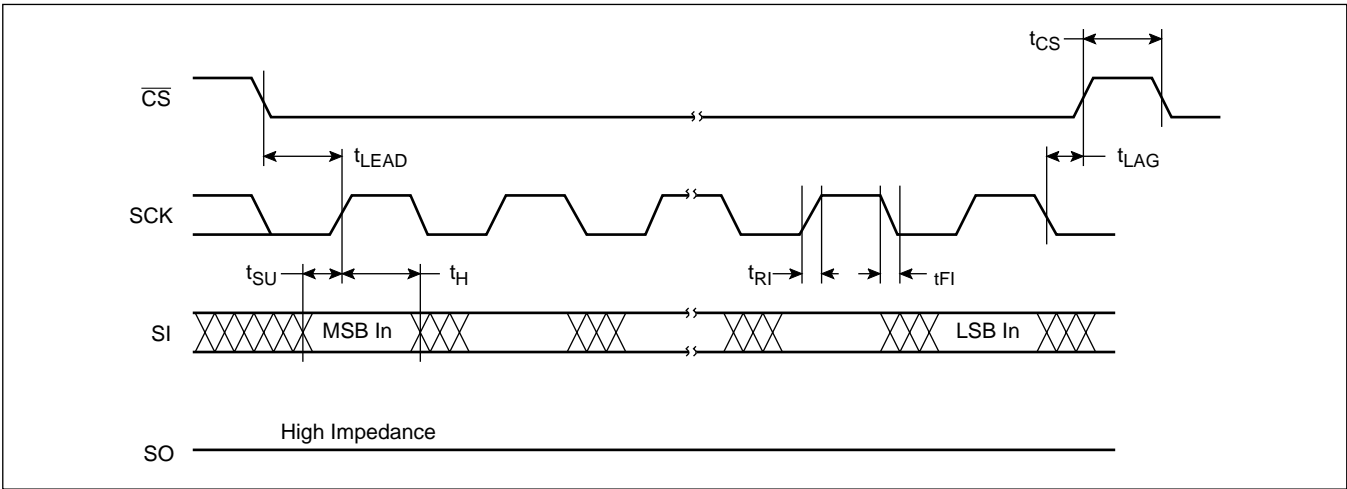 tCS
CS
tLEAD
tLAG
SCK
tSU
tH
tRI
tFI
SI
MSB In
LSB In
High Impedance
SO